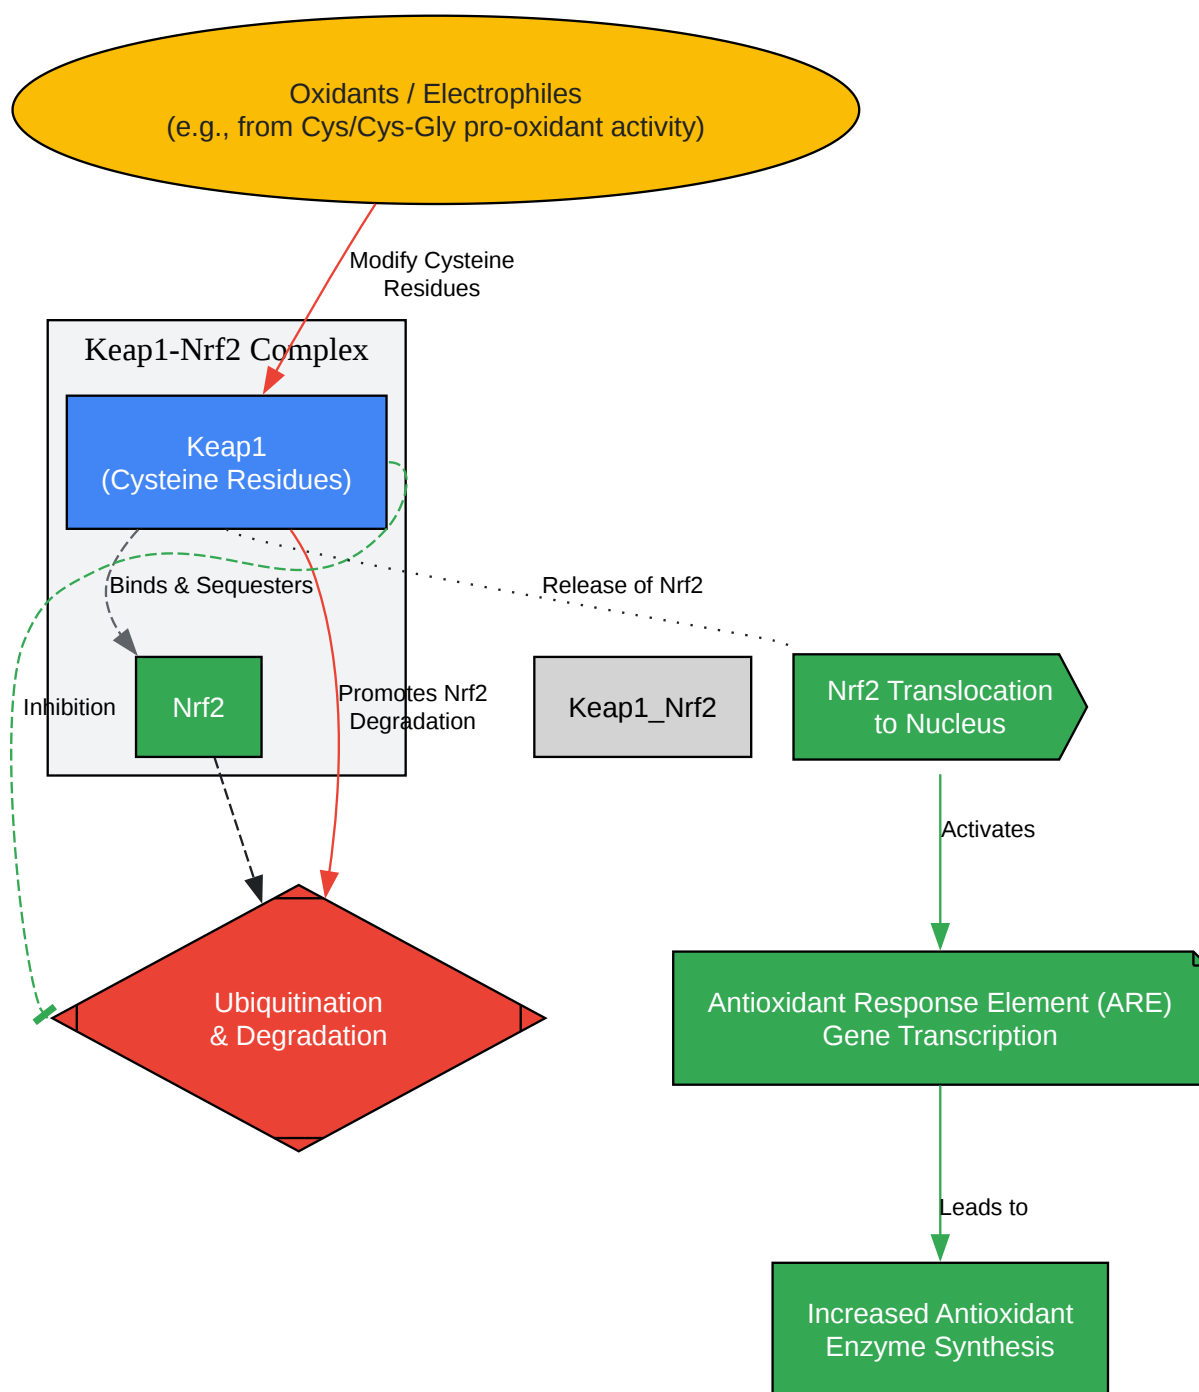 Oxidants / Electrophiles
(e.g., from Cys/Cys-Gly pro-oxidant activity)
Modify Cysteine
Residues
Keap1-Nrf2 Complex
Keap1
(Cysteine Residues)
Binds & Sequesters
Release of Nrf2
Inhibition
Nrf2
Promotes Nrf2
Degradation
Keap1_Nrf2
Nrf2 Translocation
to Nucleus
Activates
Ubiquitination
& Degradation
Antioxidant Response Element (ARE)
Gene Transcription
Leads to
Increased Antioxidant
Enzyme Synthesis